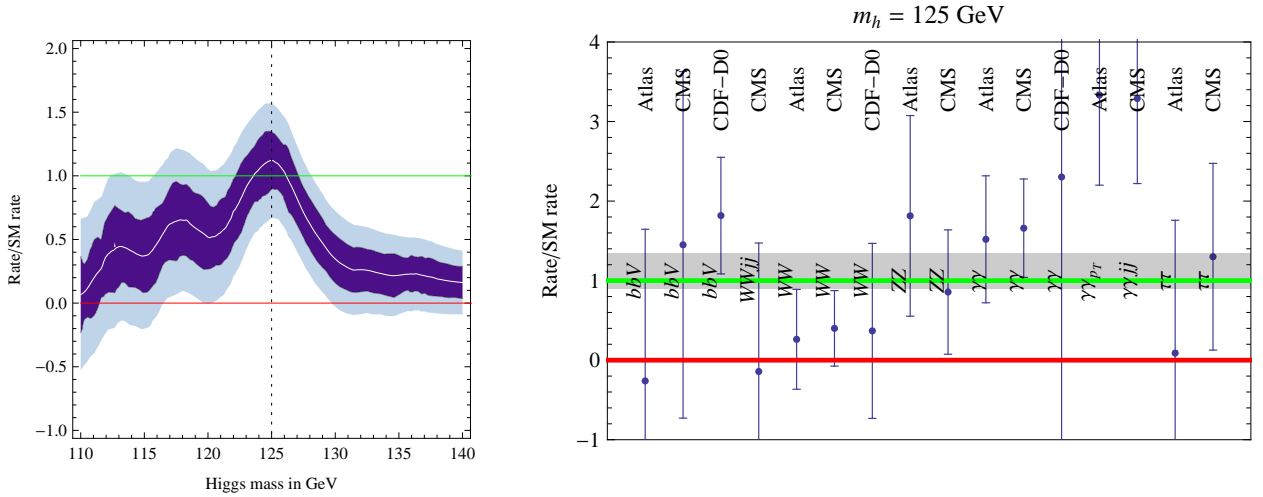 2.0
1.5
1.0
0.5
0.0
−0.5
−1.0
Rate/SM rate
110
115
120
125
130
135
140
Higgs mass in GeV
m_h = 125 GeV
4
3
2
1
0
−1
Rate/SM rate
Atlas
CMS
CDF−D0
CMS
Atlas
CMS
CDF−D0
Atlas
CMS
Atlas
CMS
CDF−D0
Atlas
CMS
Atlas
CMS
bbV
bbV
bbV
WWjj
WW
WW
WW
ZZ
ZZ
γγ
γγ
γγ
γγ_{p_T}
γγjj
ττ
ττ